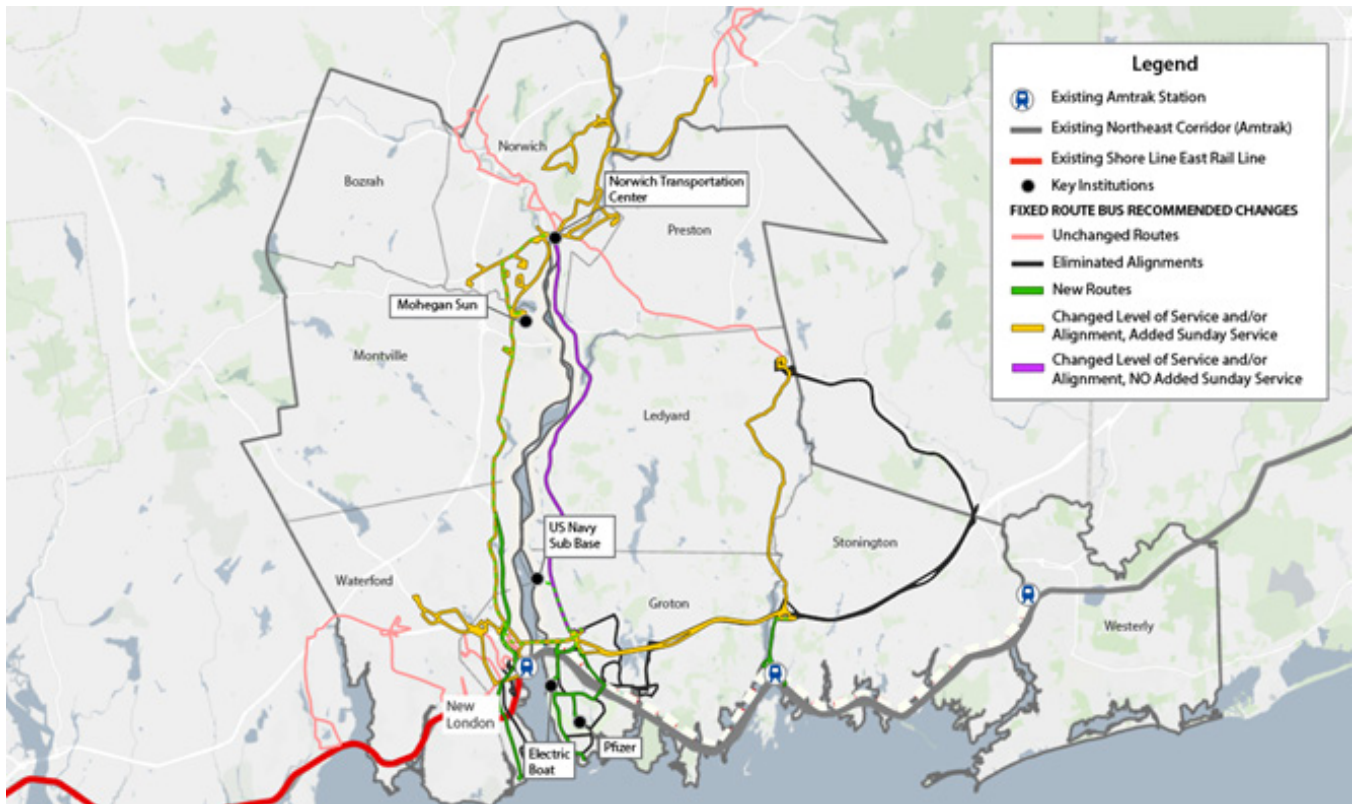 Legend
Existing Amtrak Station
Existing Northeast Corridor (Amtrak)
Existing Shore Line East Rail Line
Key Institutions
FIXED ROUTE BUS RECOMMENDED CHANGES
Unchanged Routes
Eliminated Alignments
New Routes
Changed Level of Service and/or
Alignment, Added Sunday Service
Changed Level of Service and/or
Alignment, NO Added Sunday Service
Norwich
Bozrah
Norwich Transportation
Center
Preston
Mohegan Sun
Montville
Ledyard
US Navy
Sub Base
Stonington
Waterford
Groton
Westerly
New
London
Electric
Boat
Pfizer